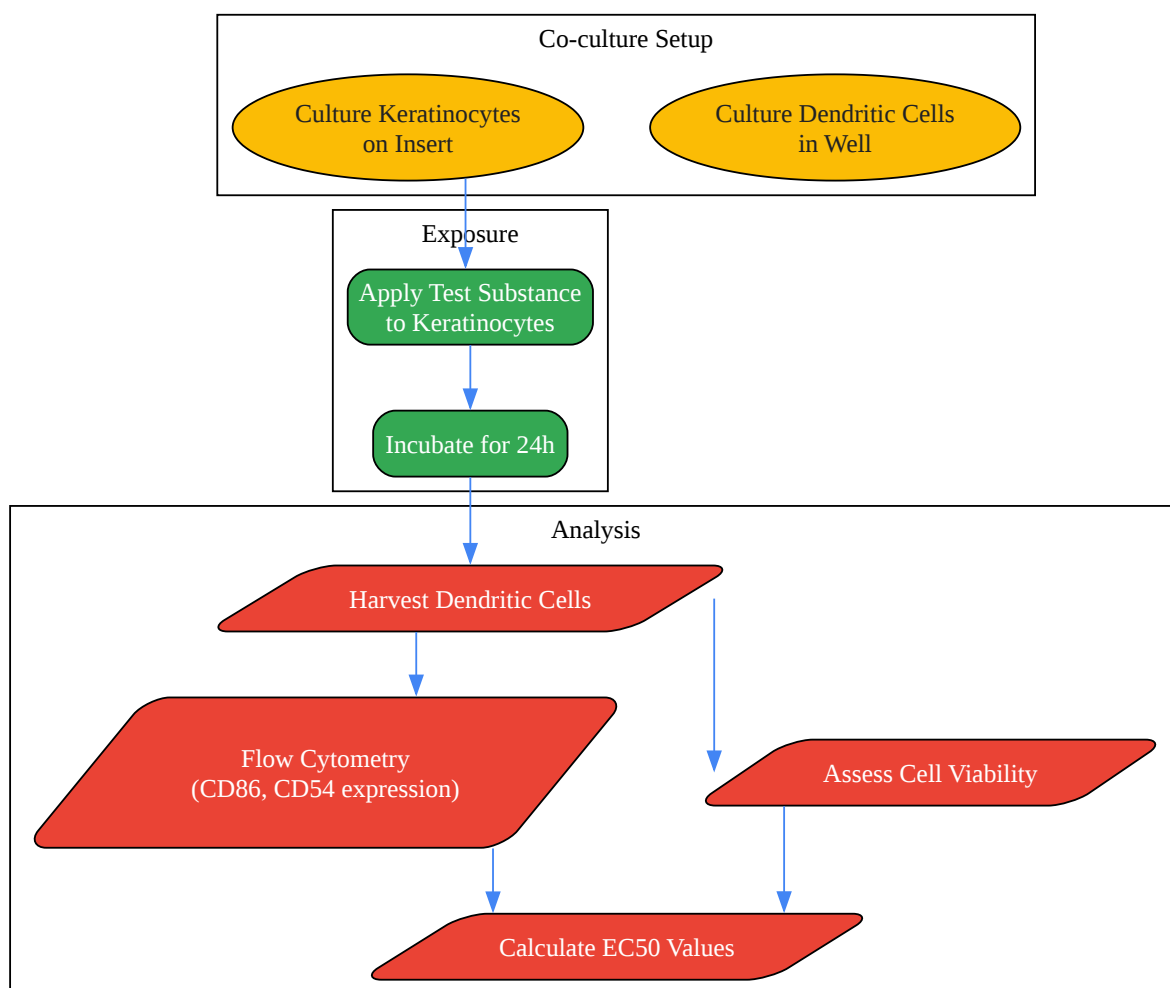 Co-culture Setup
Culture Keratinocytes
on Insert
Culture Dendritic Cells
in Well
Exposure
Apply Test Substance
to Keratinocytes
Incubate for 24h
Analysis
Harvest Dendritic Cells
Flow Cytometry
(CD86, CD54 expression)
Assess Cell Viability
Calculate EC50 Values